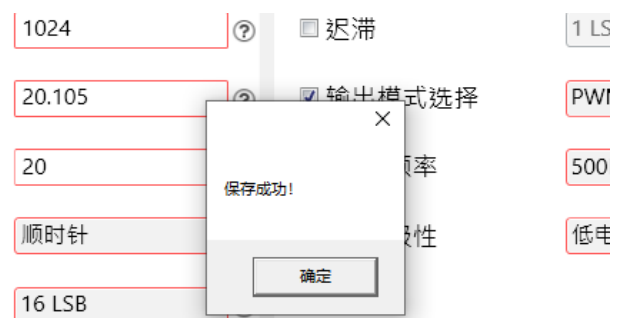 1024
?
迟滞
1 LS
20.105
?
输出模式选择
PWM
20
频率
500
保存成功!
顺时针
极性
低电
确定
16 LSB